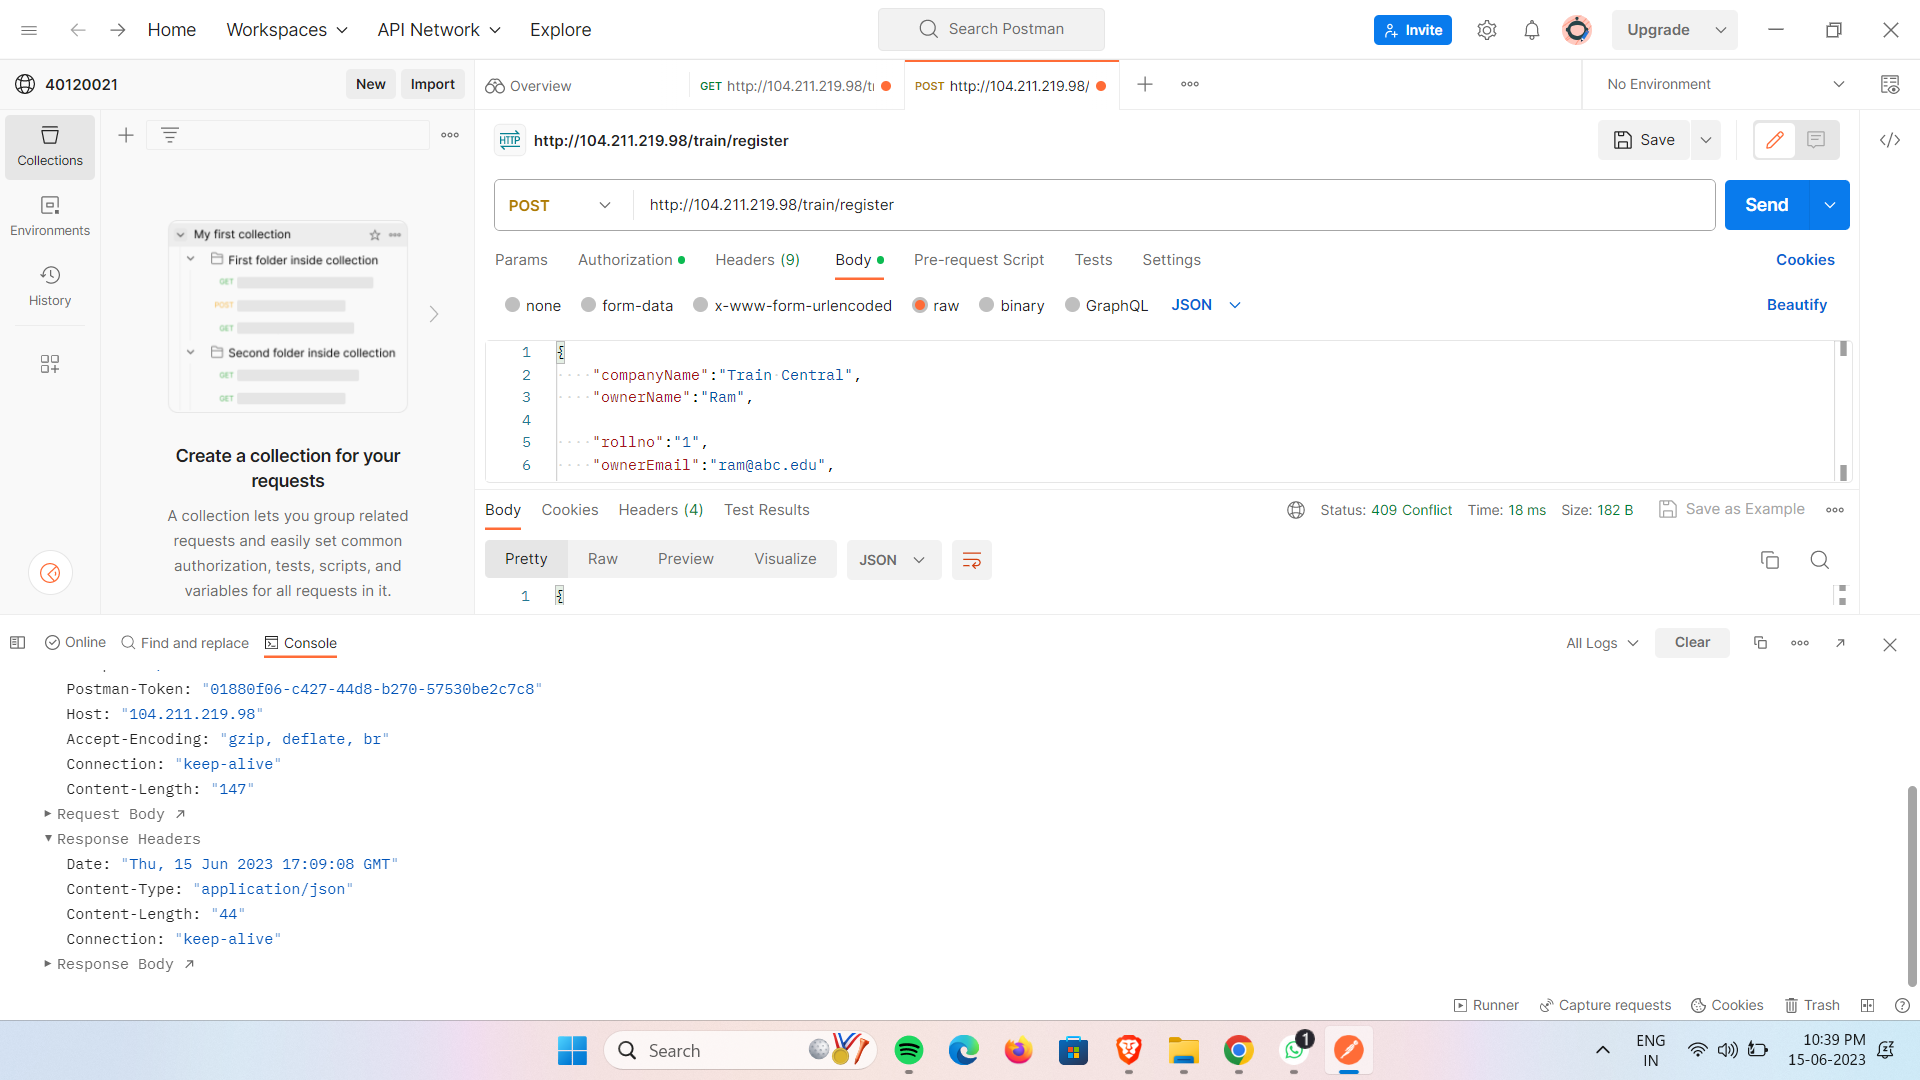 Home
Workspaces
API Network
Explore
Search Postman
Invite
Upgrade
40120021
New
Import
Overview
GET http://104.211.219.98/t
POST http://104.211.219.98/
No Environment
Collections
Environments
History
My first collection
First folder inside collection
GET
POST
GET
Second folder inside collection
GET
GET
Create a collection for your
requests
A collection lets you group related
requests and easily set common
authorization, tests, scripts, and
variables for all requests in it.
HTTP http://104.211.219.98/train/register
Save
POST
http://104.211.219.98/train/register
Send
Params
Authorization
Headers (9)
Body
Pre-request Script
Tests
Settings
Cookies
none
form-data
x-www-form-urlencoded
raw
binary
GraphQL
JSON
Beautify
1 {
2 "companyName":"Train Central",
3 "ownerName":"Ram",
4
5 "rollno":"1",
6 "ownerEmail":"ram@abc.edu",
Body
Cookies
Headers (4)
Test Results
Status: 409 Conflict
Time: 18 ms
Size: 182 B
Save as Example
Pretty
Raw
Preview
Visualize
JSON
1 {
Online
Find and replace
Console
All Logs
Clear
Postman-Token: "01880f06-c427-44d8-b270-57530be2c7c8"
Host: "104.211.219.98"
Accept-Encoding: "gzip, deflate, br"
Connection: "keep-alive"
Content-Length: "147"
Request Body
Response Headers
Date: "Thu, 15 Jun 2023 17:09:08 GMT"
Content-Type: "application/json"
Content-Length: "44"
Connection: "keep-alive"
Response Body
Runner
Capture requests
Cookies
Trash
Search
1
ENG
IN
10:39 PM
15-06-2023